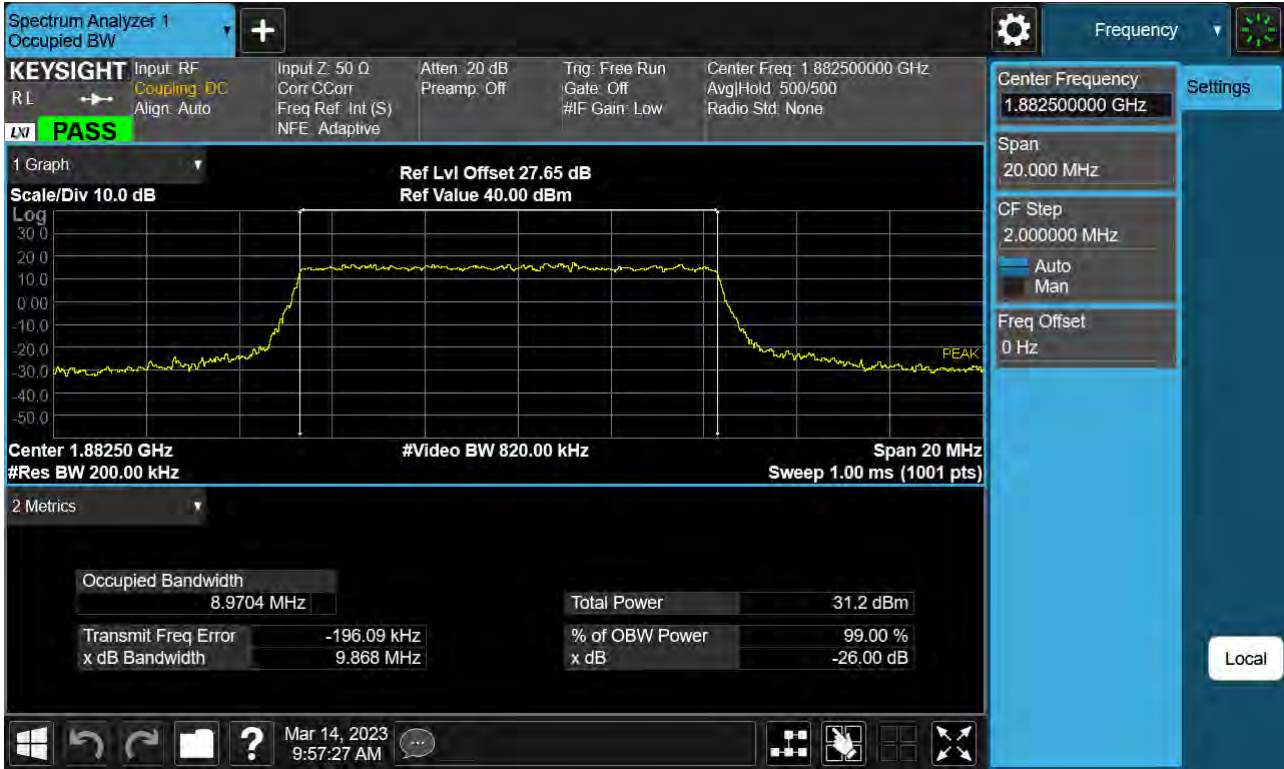 Spectrum Analyzer 1
Occupied BW
Frequency
KEYSIGHT
R L
LXI
PASS
Input: RF
Coupling: DC
Align: Auto
Input Z: 50 Ω
Corr CCorr
Freq Ref: Int (S)
NFE: Adaptive
Atten: 20 dB
Preamp: Off
Trig: Free Run
Gate: Off
#IF Gain: Low
Center Freq: 1.882500000 GHz
Avg|Hold: 500/500
Radio Std: None
1 Graph
Scale/Div 10.0 dB
Ref Lvl Offset 27.65 dB
Ref Value 40.00 dBm
Log
30.0
20.0
10.0
0.00
-10.0
-20.0
-30.0
-40.0
-50.0
PEAK
Center 1.88250 GHz
#Video BW 820.00 kHz
Span 20 MHz
#Res BW 200.00 kHz
Sweep 1.00 ms (1001 pts)
2 Metrics
Occupied Bandwidth
8.9704 MHz
Total Power 31.2 dBm
Transmit Freq Error -196.09 kHz
% of OBW Power 99.00 %
x dB Bandwidth 9.868 MHz
x dB -26.00 dB
Mar 14, 2023
9:57:27 AM
Center Frequency
1.882500000 GHz
Settings
Span
20.000 MHz
CF Step
2.000000 MHz
Auto
Man
Freq Offset
0 Hz
Local